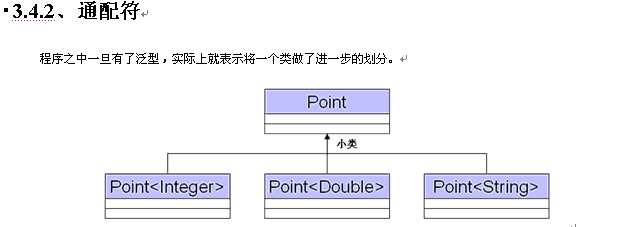 3.4.2、通配符
程序之中一旦有了泛型，实际上就表示将一个类做了进一步的划分。
Point
小类
Point<Integer> Point<Double> Point<String>